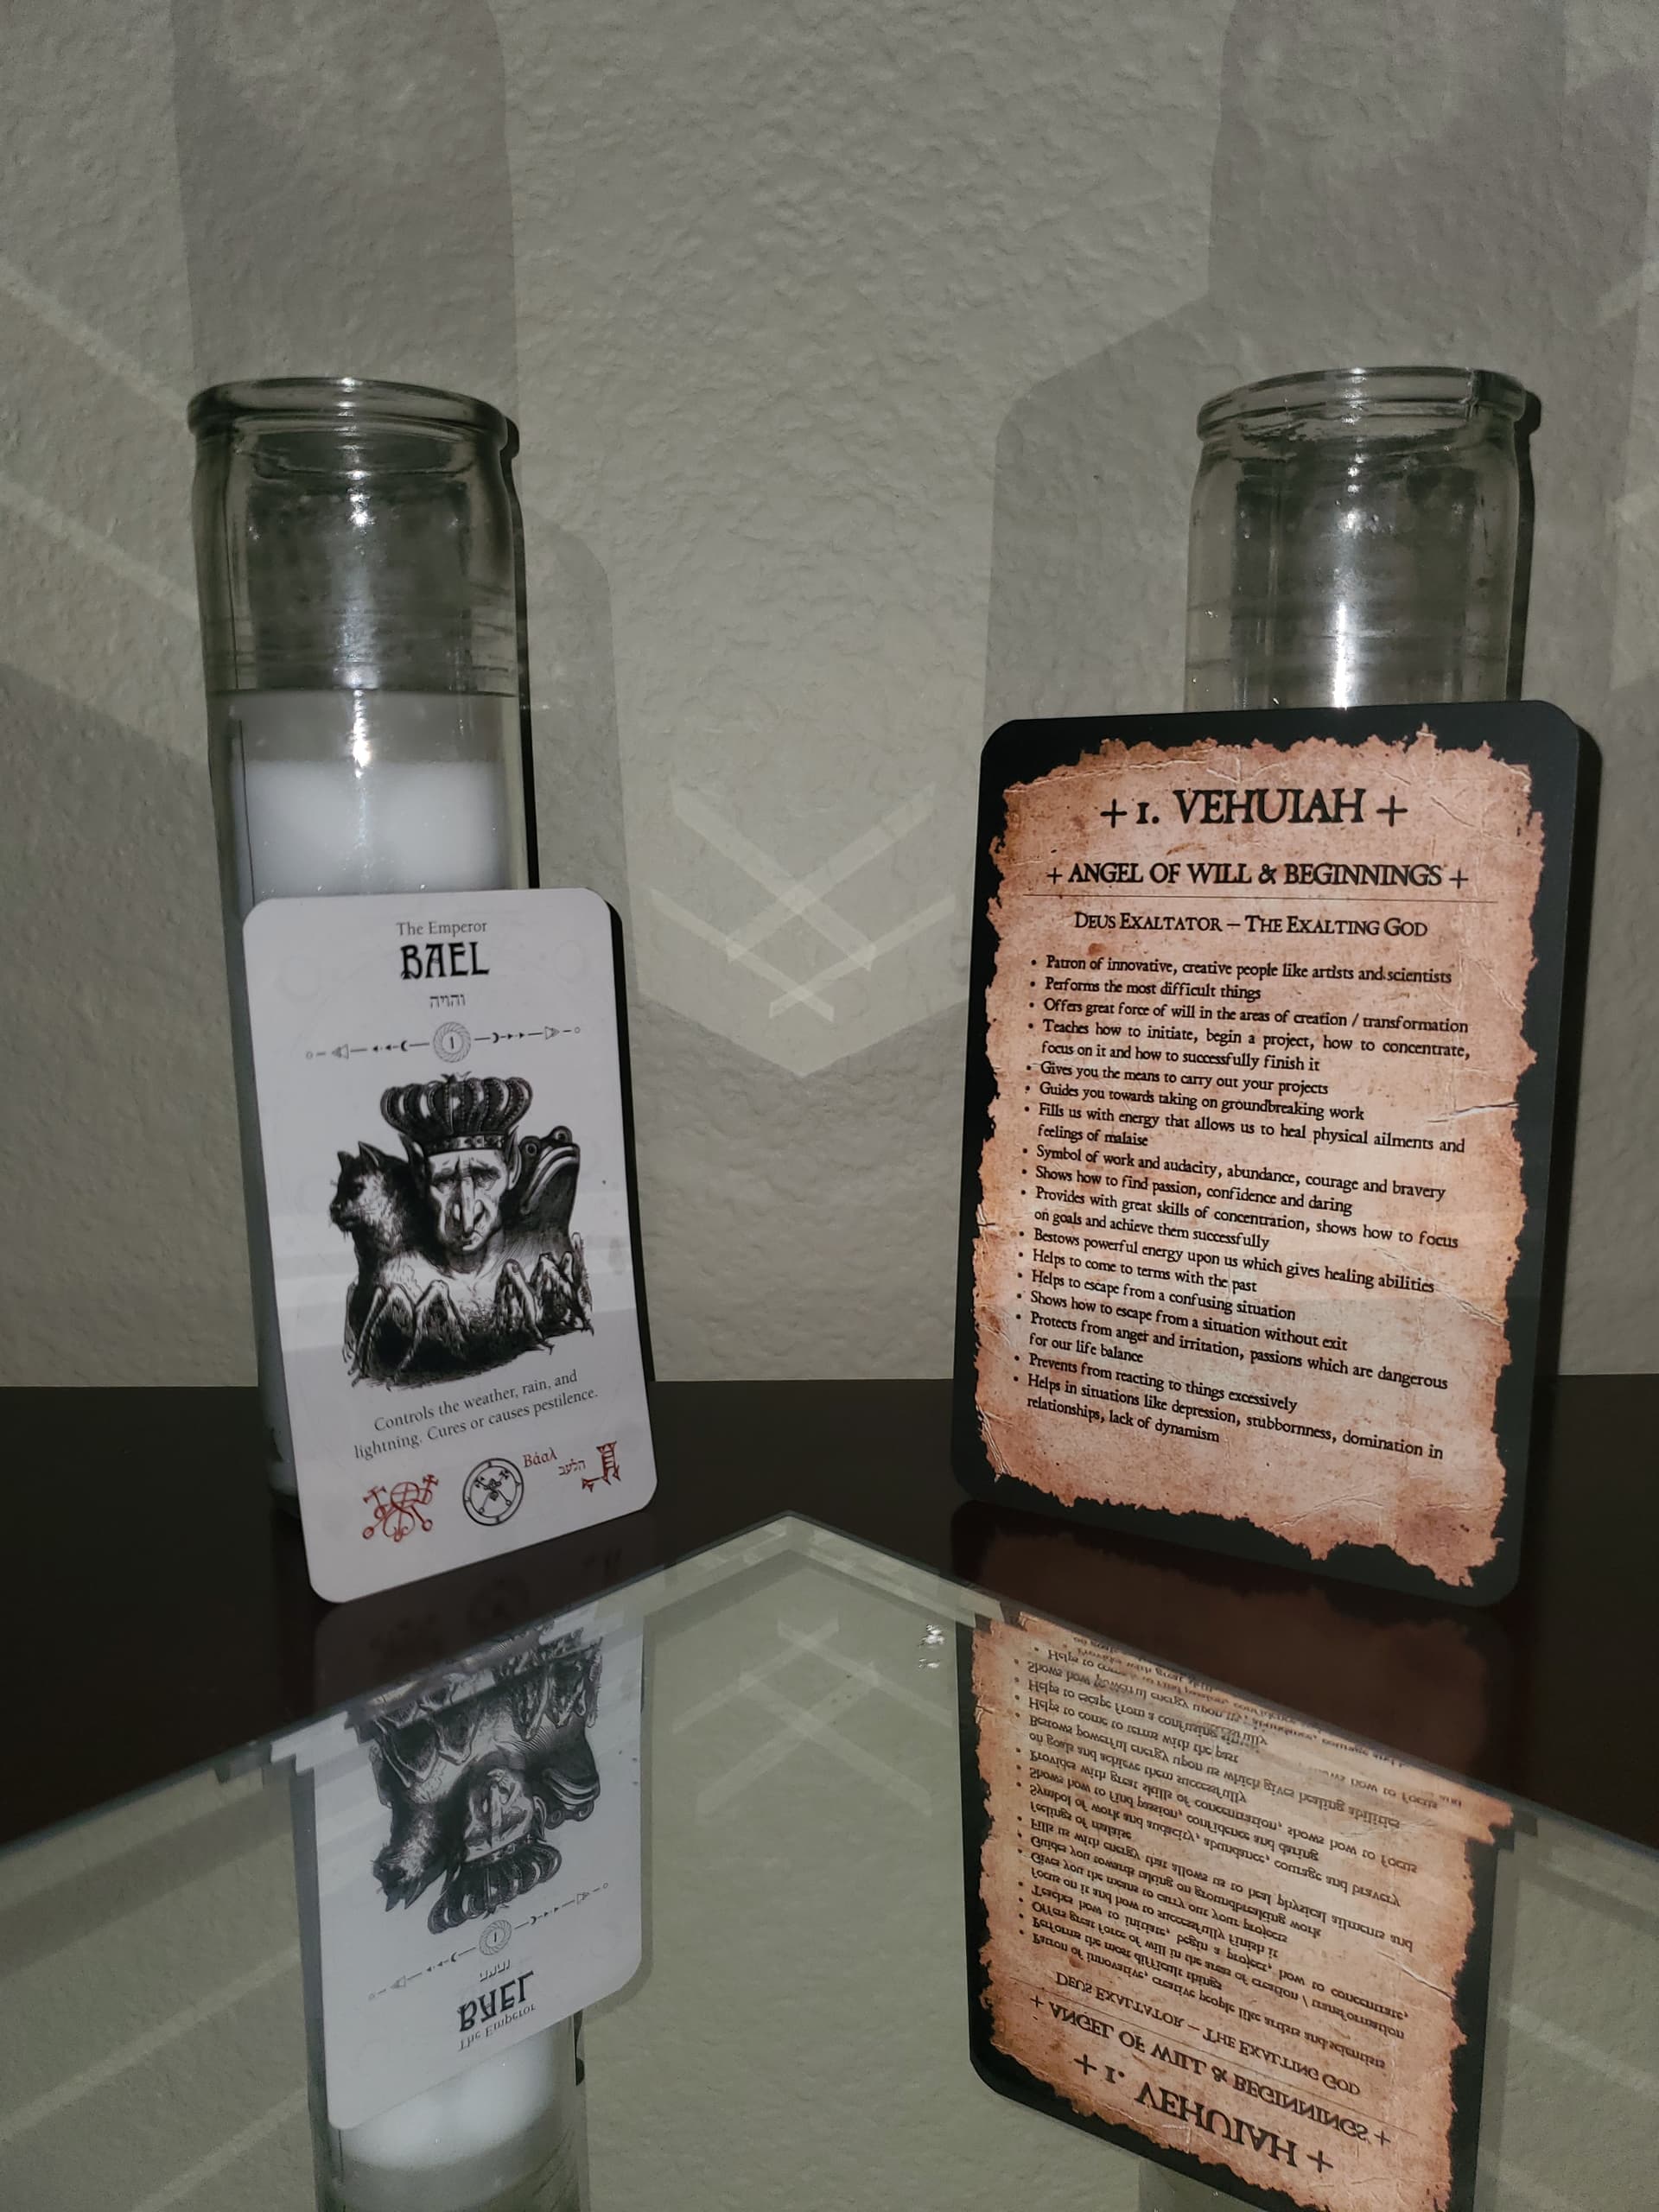 The Emperor
BAEL
והויה
1
Controls the weather, rain, and
lightning. Cures or causes pestilence.
Βάαλ
הלעב
+ 1. VEHUIAH +
+ ANGEL OF WILL & BEGINNINGS +
DEUS EXALTATOR – THE EXALTING GOD
• Patron of innovative, creative people like artists and scientists
• Performs the most difficult things
• Offers great force of will in the areas of creation / transformation
• Teaches how to initiate, begin a project, how to concentrate,
focus on it and how to successfully finish it
• Gives you the means to carry out your projects
• Guides you towards taking on groundbreaking work
• Fills us with energy that allows us to heal physical ailments and
feelings of malaise
• Symbol of work and audacity, abundance, courage and bravery
• Shows how to find passion, confidence and daring
• Provides with great skills of concentration, shows how to focus
on goals and achieve them successfully
• Bestows powerful energy upon us which gives healing abilities
• Helps to come to terms with the past
• Helps to escape from a confusing situation
• Shows how to escape from a situation without exit
• Protects from anger and irritation, passions which are dangerous
for our life balance
• Prevents from reacting to things excessively
• Helps in situations like depression, stubbornness, domination in
relationships, lack of dynamism